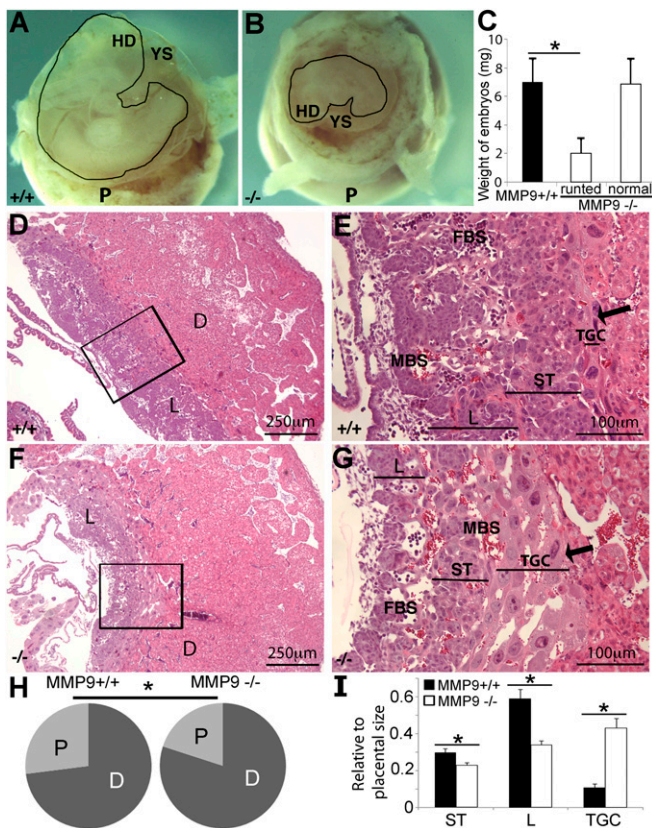 A
HD
YS
+/+
P
B
HD
YS
-/-
P
C
Weight of embryos (mg)
10
8
6
4
2
0
*
MMP9+/+
runted
normal
MMP9 -/-
D
D
L
+/+
250μm
E
FBS
MBS
TGC
ST
L
+/+
100μm
F
L
D
-/-
250μm
G
L
MBS
ST
TGC
FBS
-/-
100μm
H
MMP9+/+
*
MMP9 -/-
P
D
P
D
I
MMP9+/+
MMP9 -/-
Relative to
placental size
0.6
0.4
0.2
0
*
*
*
ST
L
TGC